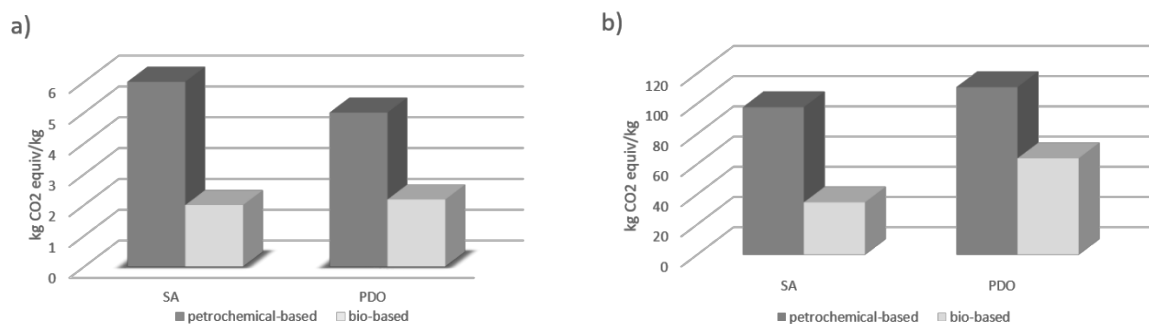 a)
kg CO2 equiv/kg
6
5
4
3
2
1
0
SA PDO
petrochemical-based bio-based
b)
kg CO2 equiv/kg
120
100
80
60
40
20
0
SA PDO
petrochemical-based bio-based